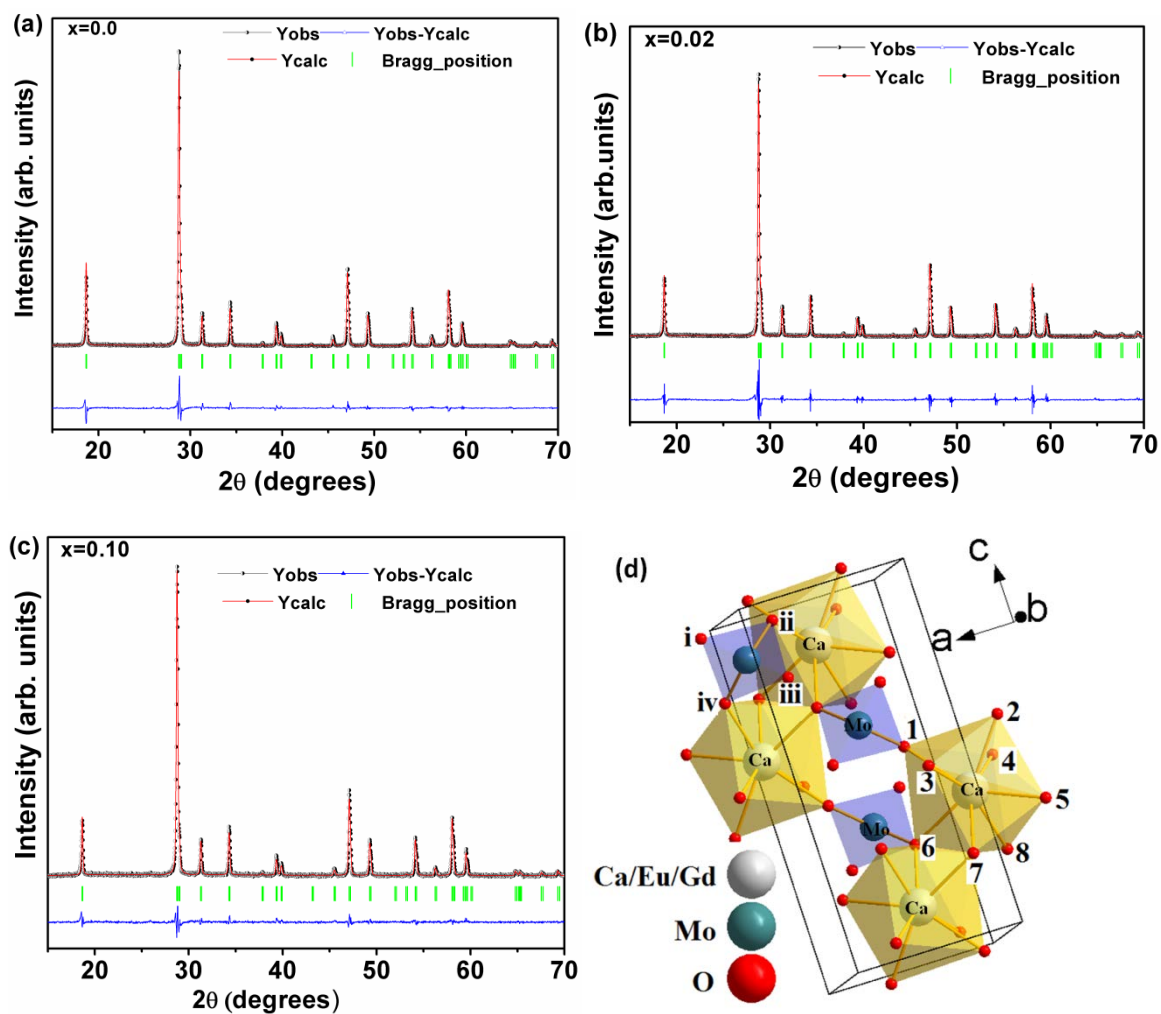 (a)
x=0.0
Yobs
Yobs-Ycalc
Ycalc
Bragg_position
Intensity (arb. units)
20 30 40 50 60 70
2θ (degrees)
(b)
x=0.02
Yobs
Yobs-Ycalc
Ycalc
Bragg_position
Intensity (arb.units)
20 30 40 50 60 70
2θ (degrees)
(c)
x=0.10
Yobs
Yobs-Ycalc
Ycalc
Bragg_position
Intensity (arb. units)
20 30 40 50 60 70
2θ (degrees)
(d)
c
b
a
i
ii
Ca
iii
iv
Mo
1
2
3
4
Ca
Ca
5
Mo
6
7
8
Ca
Ca/Eu/Gd
Mo
O